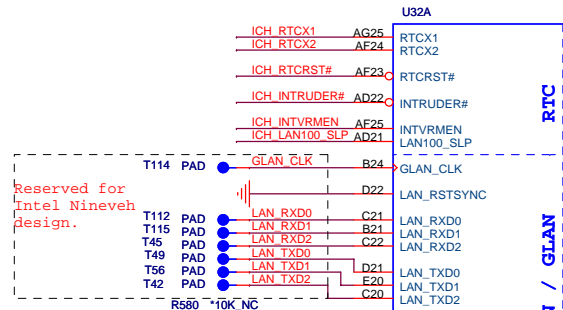 U32A
ICH_RTCX1 AG25 RTCX1
ICH_RTCX2 AF24 RTCX2
ICH_RTCRST# AF23 RTCRST#
ICH_INTRUDER# AD22 INTRUDER#
ICH_INTVRMEN AF25 INTVRMEN
ICH_LAN100_SLP AD21 LAN100_SLP
RTC
T114 PAD GLAN_CLK B24 GLAN_CLK
Reserved for
Intel Nineveh
design.
D22 LAN_RSTSYNC
T112 PAD LAN_RXD0 C21 LAN_RXD0
T115 PAD LAN_RXD1 B21 LAN_RXD1
T45 PAD LAN_RXD2 C22 LAN_RXD2
T49 PAD LAN_TXD0 D21 LAN_TXD0
T56 PAD LAN_TXD1 E20 LAN_TXD1
T42 PAD LAN_TXD2 C20 LAN_TXD2
/ GLAN
R580 *10K_NC